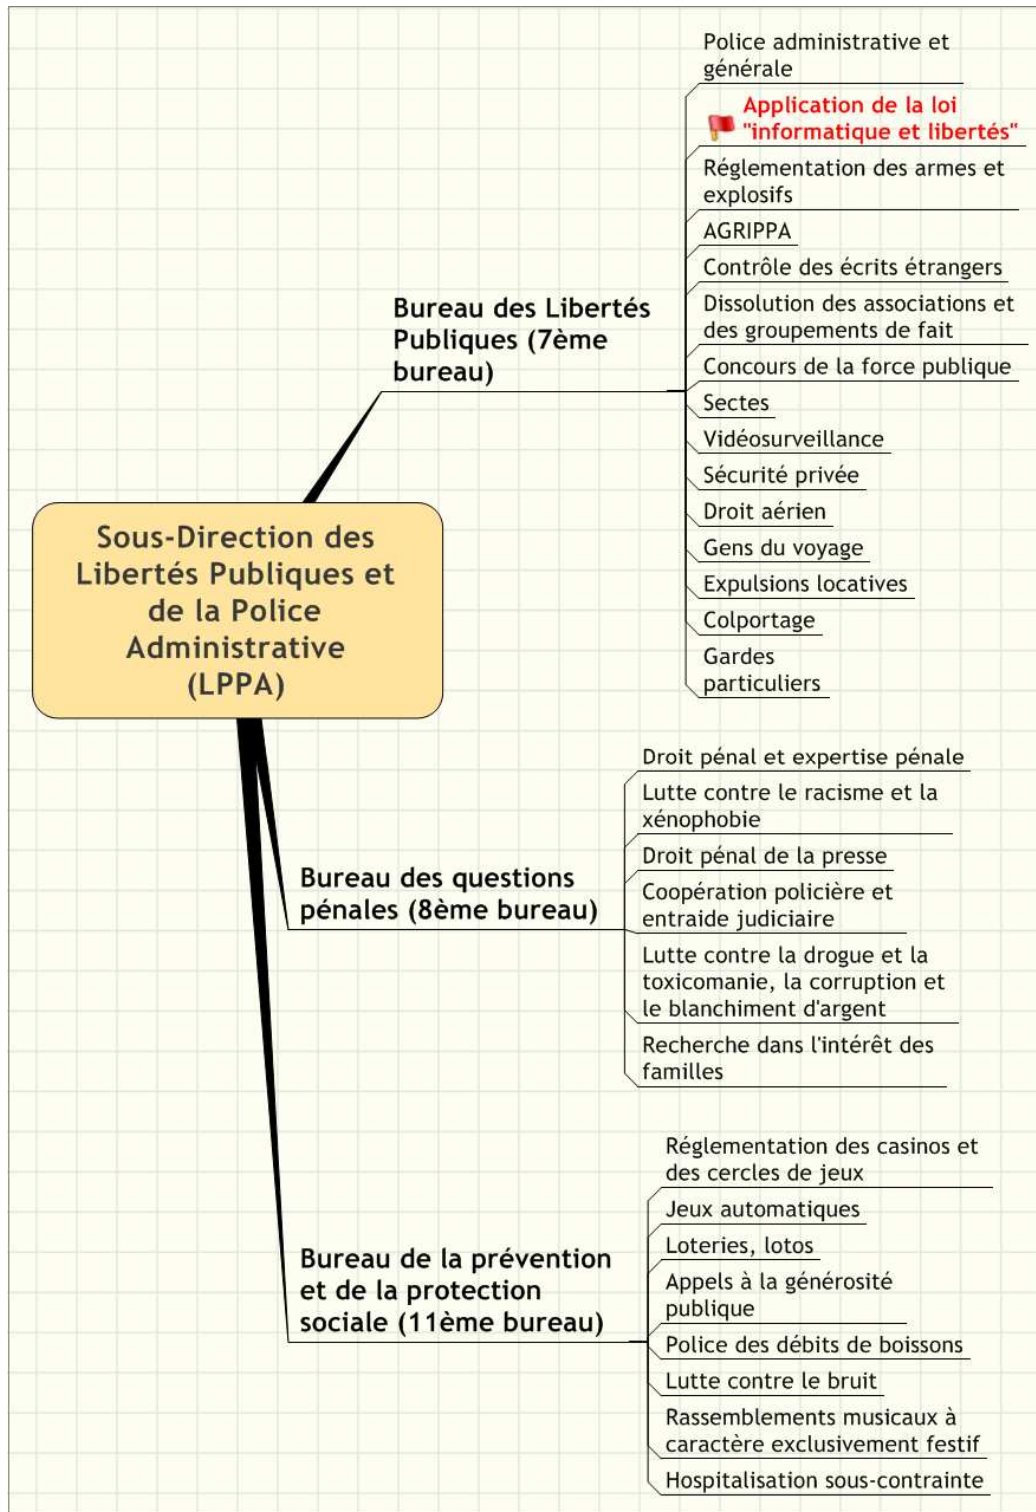 Sous-Direction des
Libertés Publiques et
de la Police
Administrative
(LPPA)
Bureau des Libertés
Publiques (7ème
bureau)
Police administrative et
générale
Application de la loi
"informatique et libertés"
Réglementation des armes et
explosifs
AGRIPPA
Contrôle des écrits étrangers
Dissolution des associations et
des groupements de fait
Concours de la force publique
Sectes
Vidéosurveillance
Sécurité privée
Droit aérien
Gens du voyage
Expulsions locatives
Colportage
Gardes
particuliers
Bureau des questions
pénales (8ème bureau)
Droit pénal et expertise pénale
Lutte contre le racisme et la
xénophobie
Droit pénal de la presse
Coopération policière et
entraide judiciaire
Lutte contre la drogue et la
toxicomanie, la corruption et
le blanchiment d'argent
Recherche dans l'intérêt des
familles
Bureau de la prévention
et de la protection
sociale (11ème bureau)
Réglementation des casinos et
des cercles de jeux
Jeux automatiques
Loteries, lotos
Appels à la générosité
publique
Police des débits de boissons
Lutte contre le bruit
Rassemblements musicaux à
caractère exclusivement festif
Hospitalisation sous-contrainte